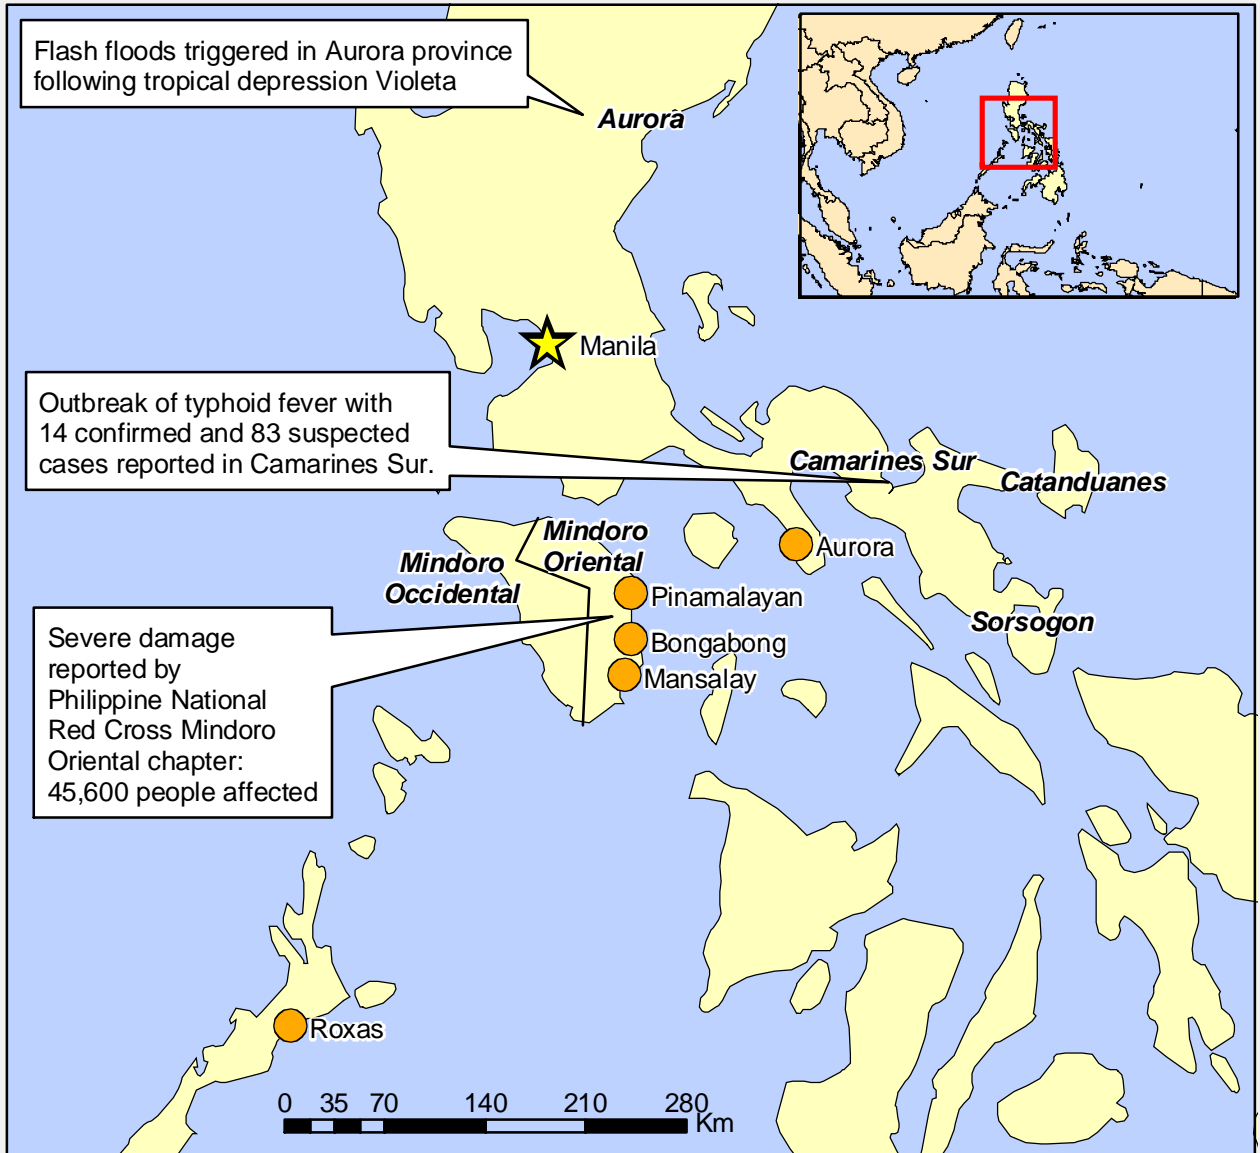 Flash floods triggered in Aurora province
following tropical depression Violeta
Aurora
Manila
Outbreak of typhoid fever with
14 confirmed and 83 suspected
cases reported in Camarines Sur.
Camarines Sur
Catanduanes
Mindoro
Oriental
Aurora
Mindoro
Occidental
Pinamalayan
Sorsogon
Bongabong
Mansalay
Severe damage
reported by
Philippine National
Red Cross Mindoro
Oriental chapter:
45,600 people affected
Roxas
0 35 70 140 210 280
Km